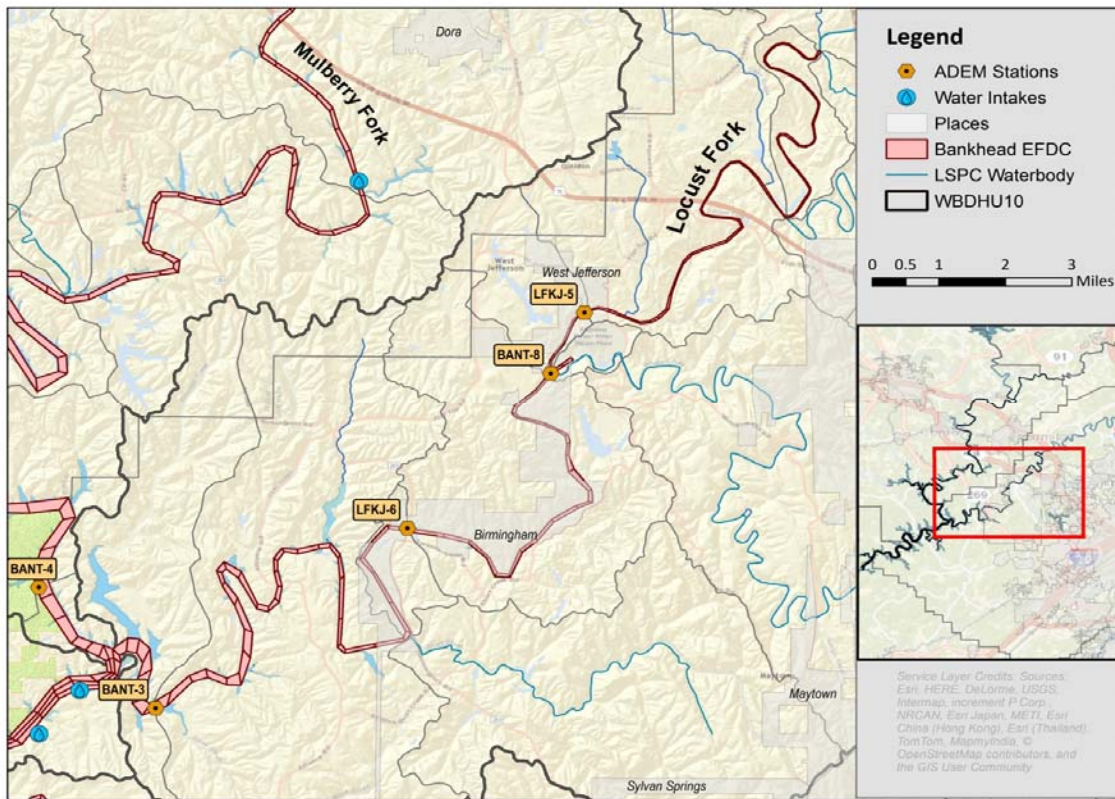 Dora
Mulberry Fork
Locust Fork
West
Jefferson
West Jefferson
LFKJ-5
BANT-8
LFKJ-6
Birmingham
BANT-4
BANT-3
Maytown
Maytown
Sylvan Springs
Legend
ADEM Stations
Water Intakes
Places
Bankhead EFDC
LSPC Waterbody
WBDHU10
0 0.5 1 2 3
Miles
91
269
Service Layer Credits: Sources:
Esri, HERE, DeLorme, USGS,
Intermap, increment P Corp.,
NRCAN, Esri Japan, METI, Esri
China (Hong Kong), Esri (Thailand),
TomTom, MapmyIndia, ©
OpenStreetMap contributors, and
the GIS User Community